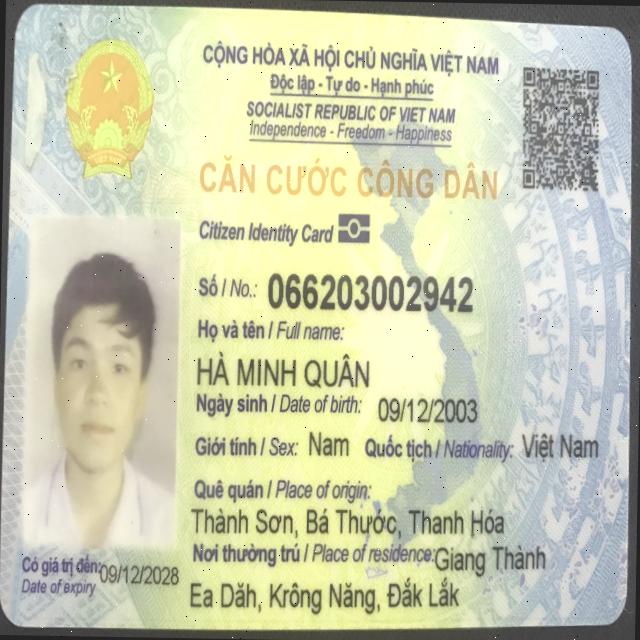 CỘNG HÒA XÃ HỘI CHỦ NGHĨA VIỆT NAM
Độc lập - Tự do - Hạnh phúc
SOCIALIST REPUBLIC OF VIET NAM
Independence - Freedom - Happiness
CĂN CƯỚC CÔNG DÂN
Citizen Identity Card
Số / No.: 066203002942
Họ và tên / Full name:
HÀ MINH QUÂN
Ngày sinh / Date of birth: 09/12/2003
Giới tính / Sex: Nam Quốc tịch / Nationality: Việt Nam
Quê quán / Place of origin:
Thành Sơn, Bá Thước, Thanh Hóa
Nơi thường trú / Place of residence: Giang Thành
Ea Dăh, Krông Năng, Đắk Lắk
Có giá trị đến: 09/12/2028
Date of expiry